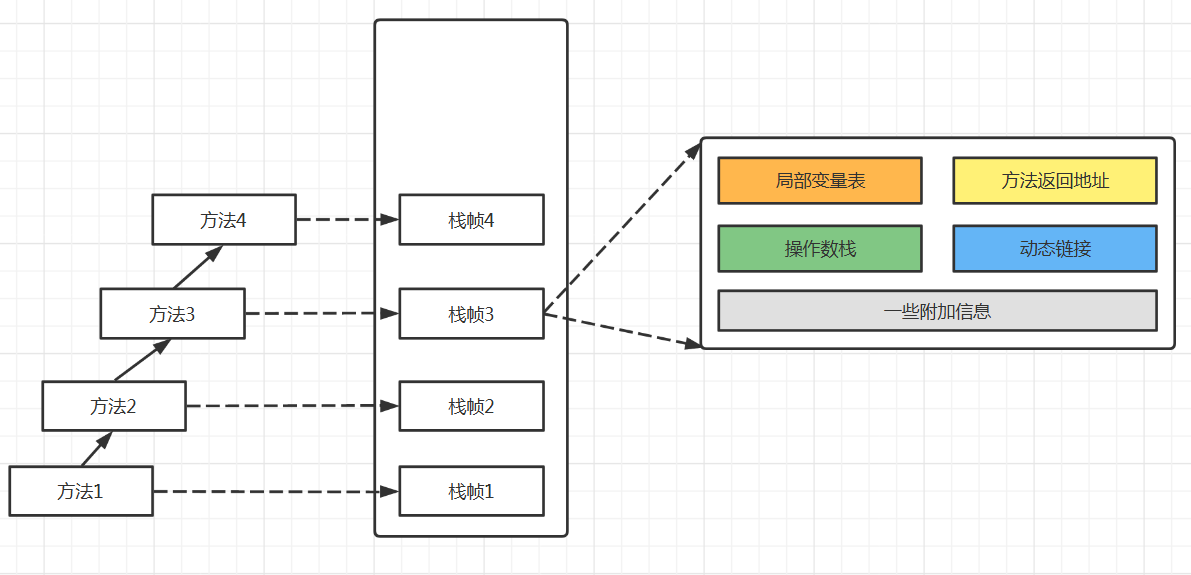 方法4
方法3
方法2
方法1
栈帧4
栈帧3
栈帧2
栈帧1
局部变量表
方法返回地址
操作数栈
动态链接
一些附加信息